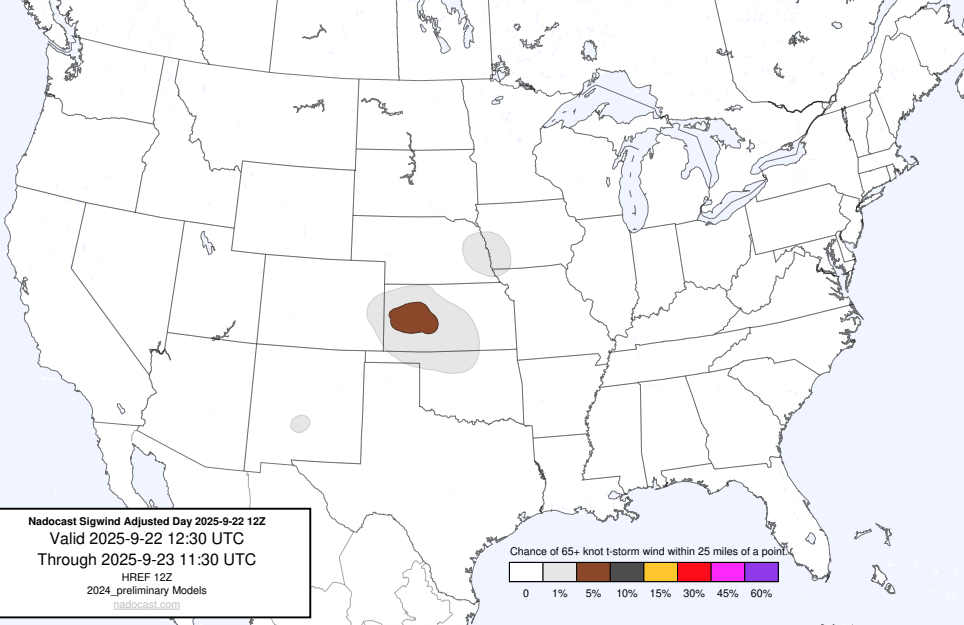 Nadocast Sigwind Adjusted Day 2025-9-22 12Z
Valid 2025-9-22 12:30 UTC
Through 2025-9-23 11:30 UTC
HREF 12Z
2024_preliminary Models
nadocast.com
Chance of 65+ knot t-storm wind within 25 miles of a point.
0 1% 5% 10% 15% 30% 45% 60%